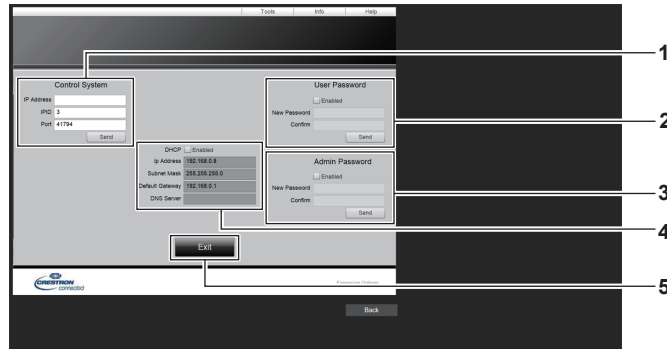 Tools Info Help
1
Control System
IP Address
IPID 3
Port 41794
Send
User Password
Enabled
New Password
Confirm
Send
2
DHCP Enabled
Ip Address 192.168.0.8
Subnet Mask 255.255.255.0
Default Gateway 192.168.0.1
DNS Server
Admin Password
Enabled
New Password
Confirm
Send
3
4
Exit
5
CRESTRON
connected
Expansion Options
Back